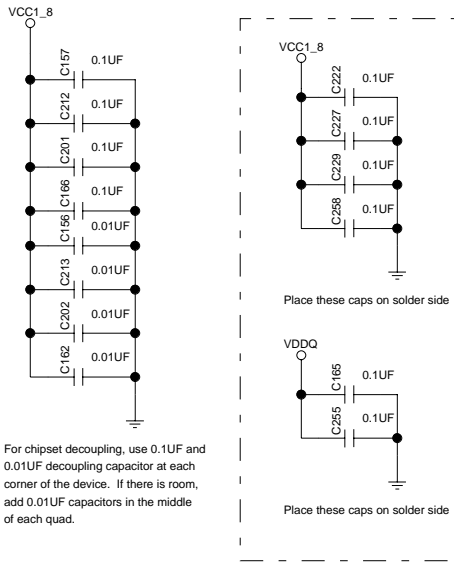 VCC1_8
C157
0.1UF
C212
0.1UF
C201
0.1UF
C166
0.1UF
C156
0.01UF
C213
0.01UF
C202
0.01UF
C162
0.01UF
For chipset decoupling, use 0.1UF and
0.01UF decoupling capacitor at each
corner of the device. If there is room,
add 0.01UF capacitors in the middle
of each quad.
VCC1_8
C222
0.1UF
C227
0.1UF
C229
0.1UF
C258
0.1UF
Place these caps on solder side
VDDQ
C165
0.1UF
C255
0.1UF
Place these caps on solder side